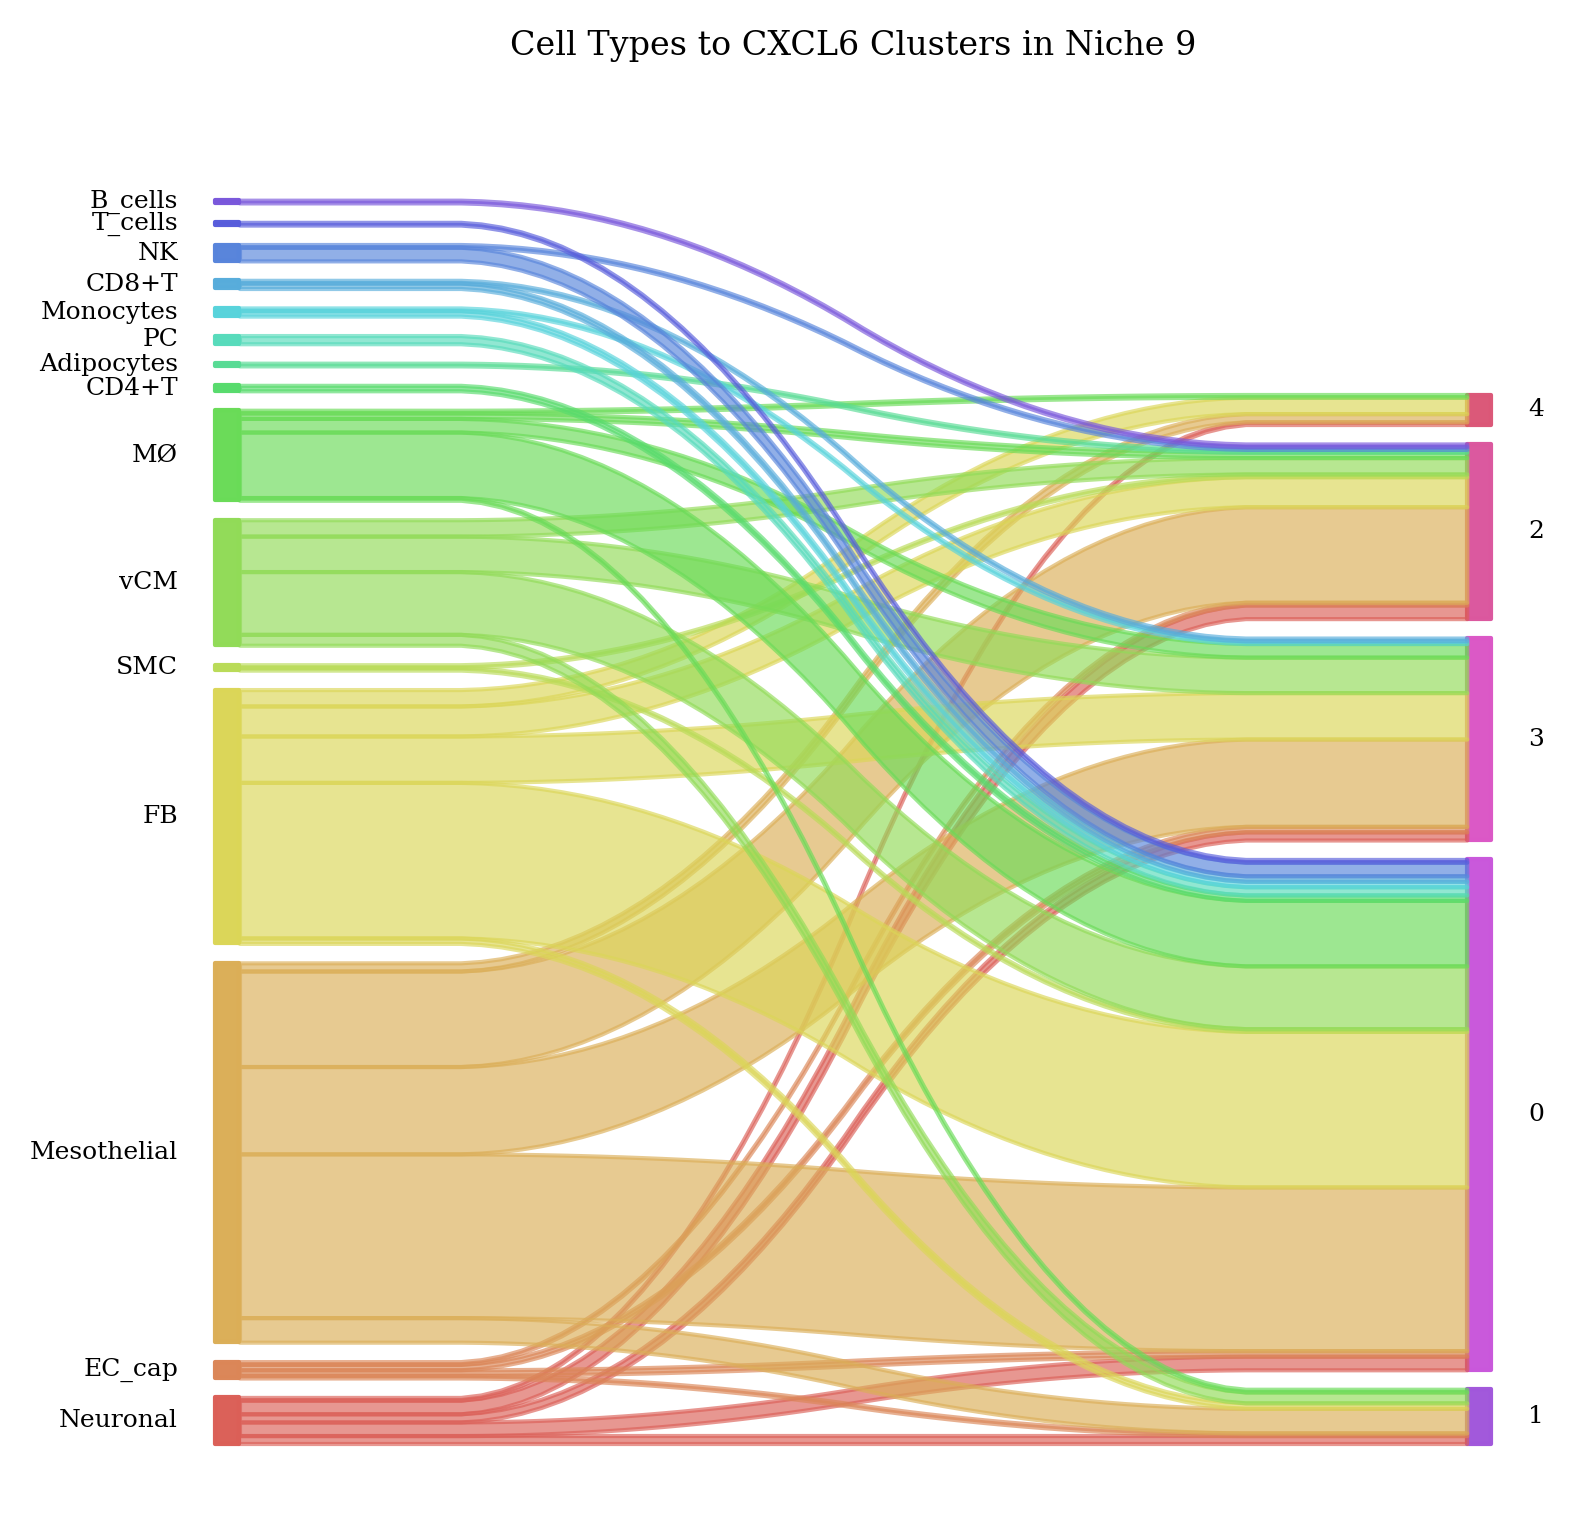 Cell Types to CXCL6 Clusters in Niche 9
B_cells
T_cells
NK
CD8+T
Monocytes
PC
Adipocytes
CD4+T
MØ
vCM
SMC
FB
Mesothelial
EC_cap
Neuronal
4
2
3
0
1